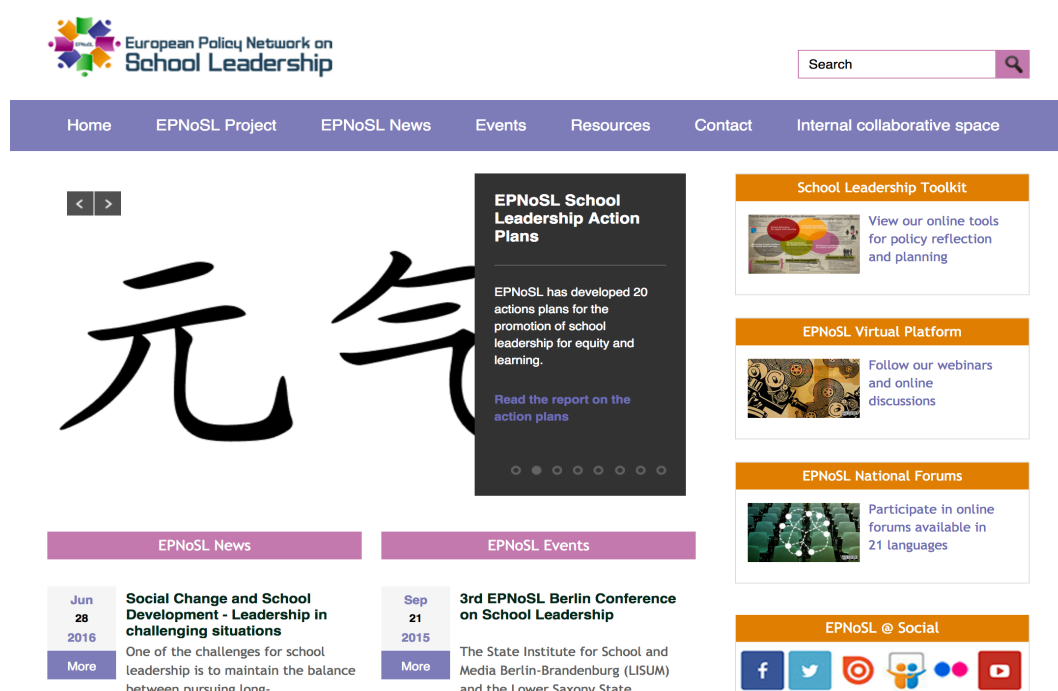 EPNoSL
European Policy Network on
School Leadership
Search
Home EPNoSL Project EPNoSL News Events Resources Contact Internal collaborative space
元气
EPNoSL School
Leadership Action
Plans
EPNoSL has developed 20
actions plans for the
promotion of school
leadership for equity and
learning.
Read the report on the
action plans
School Leadership Toolkit
View our online tools
for policy reflection
and planning
EPNoSL Virtual Platform
Follow our webinars
and online
discussions
EPNoSL National Forums
Participate in online
forums available in
21 languages
EPNoSL @ Social
EPNoSL News
Jun
28
2016
More
Social Change and School
Development - Leadership in
challenging situations
One of the challenges for school
leadership is to maintain the balance
between pursuing long-
EPNoSL Events
Sep
21
2015
More
3rd EPNoSL Berlin Conference
on School Leadership
The State Institute for School and
Media Berlin-Brandenburg (LISUM)
and the Lower Saxony State